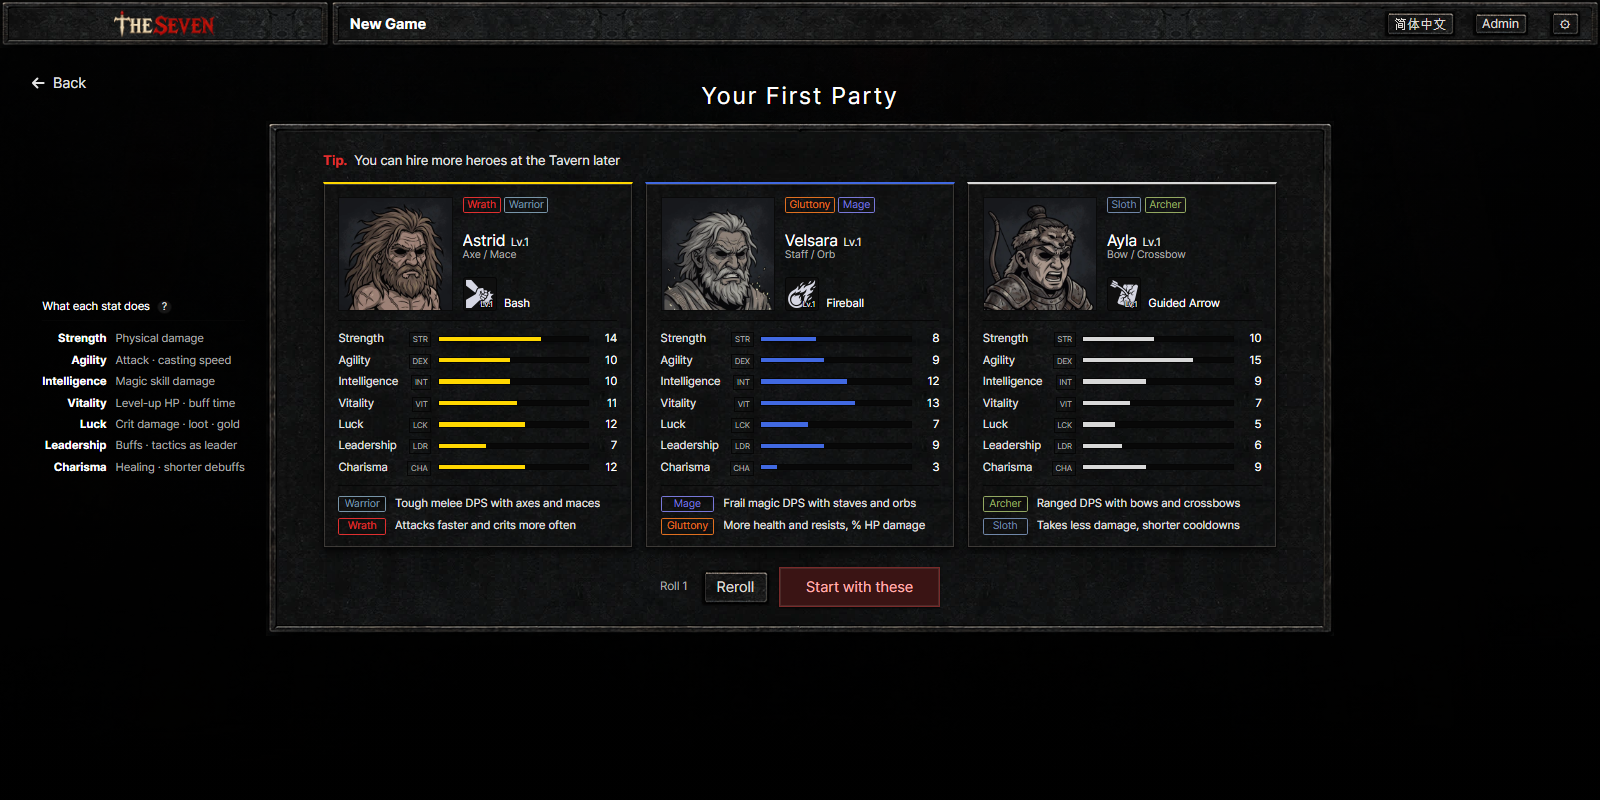 THE SEVEN
New Game
简体中文
Admin
Back
Your First Party
Tip. You can hire more heroes at the Tavern later
Wrath Warrior
Astrid Lv.1
Axe / Mace
Lv.1
Bash
Strength STR 14
Agility DEX 10
Intelligence INT 10
Vitality VIT 11
Luck LCK 12
Leadership LDR 7
Charisma CHA 12
Warrior Tough melee DPS with axes and maces
Wrath Attacks faster and crits more often
Gluttony Mage
Velsara Lv.1
Staff / Orb
Lv.1
Fireball
Strength STR 8
Agility DEX 9
Intelligence INT 12
Vitality VIT 13
Luck LCK 7
Leadership LDR 9
Charisma CHA 3
Mage Frail magic DPS with staves and orbs
Gluttony More health and resists, % HP damage
Sloth Archer
Ayla Lv.1
Bow / Crossbow
Lv.1
Guided Arrow
Strength STR 10
Agility DEX 15
Intelligence INT 9
Vitality VIT 7
Luck LCK 5
Leadership LDR 6
Charisma CHA 9
Archer Ranged DPS with bows and crossbows
Sloth Takes less damage, shorter cooldowns
What each stat does ?
Strength Physical damage
Agility Attack · casting speed
Intelligence Magic skill damage
Vitality Level-up HP · buff time
Luck Crit damage · loot · gold
Leadership Buffs · tactics as leader
Charisma Healing · shorter debuffs
Roll 1
Reroll
Start with these